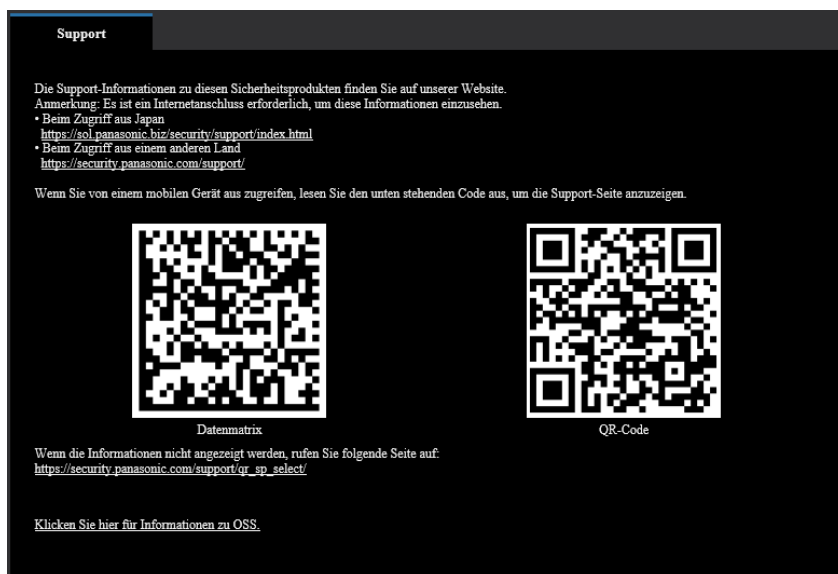 Support
Die Support-Informationen zu diesen Sicherheitsprodukten finden Sie auf unserer Website.
Anmerkung: Es ist ein Internetanschluss erforderlich, um diese Informationen einzusehen.
• Beim Zugriff aus Japan
https://sol.panasonic.biz/security/support/index.html
• Beim Zugriff aus einem anderen Land
https://security.panasonic.com/support/
Wenn Sie von einem mobilen Gerät aus zugreifen, lesen Sie den unten stehenden Code aus, um die Support-Seite anzuzeigen.
Datenmatrix
QR-Code
Wenn die Informationen nicht angezeigt werden, rufen Sie folgende Seite auf:
https://security.panasonic.com/support/qr_sp_select/
Klicken Sie hier für Informationen zu OSS.